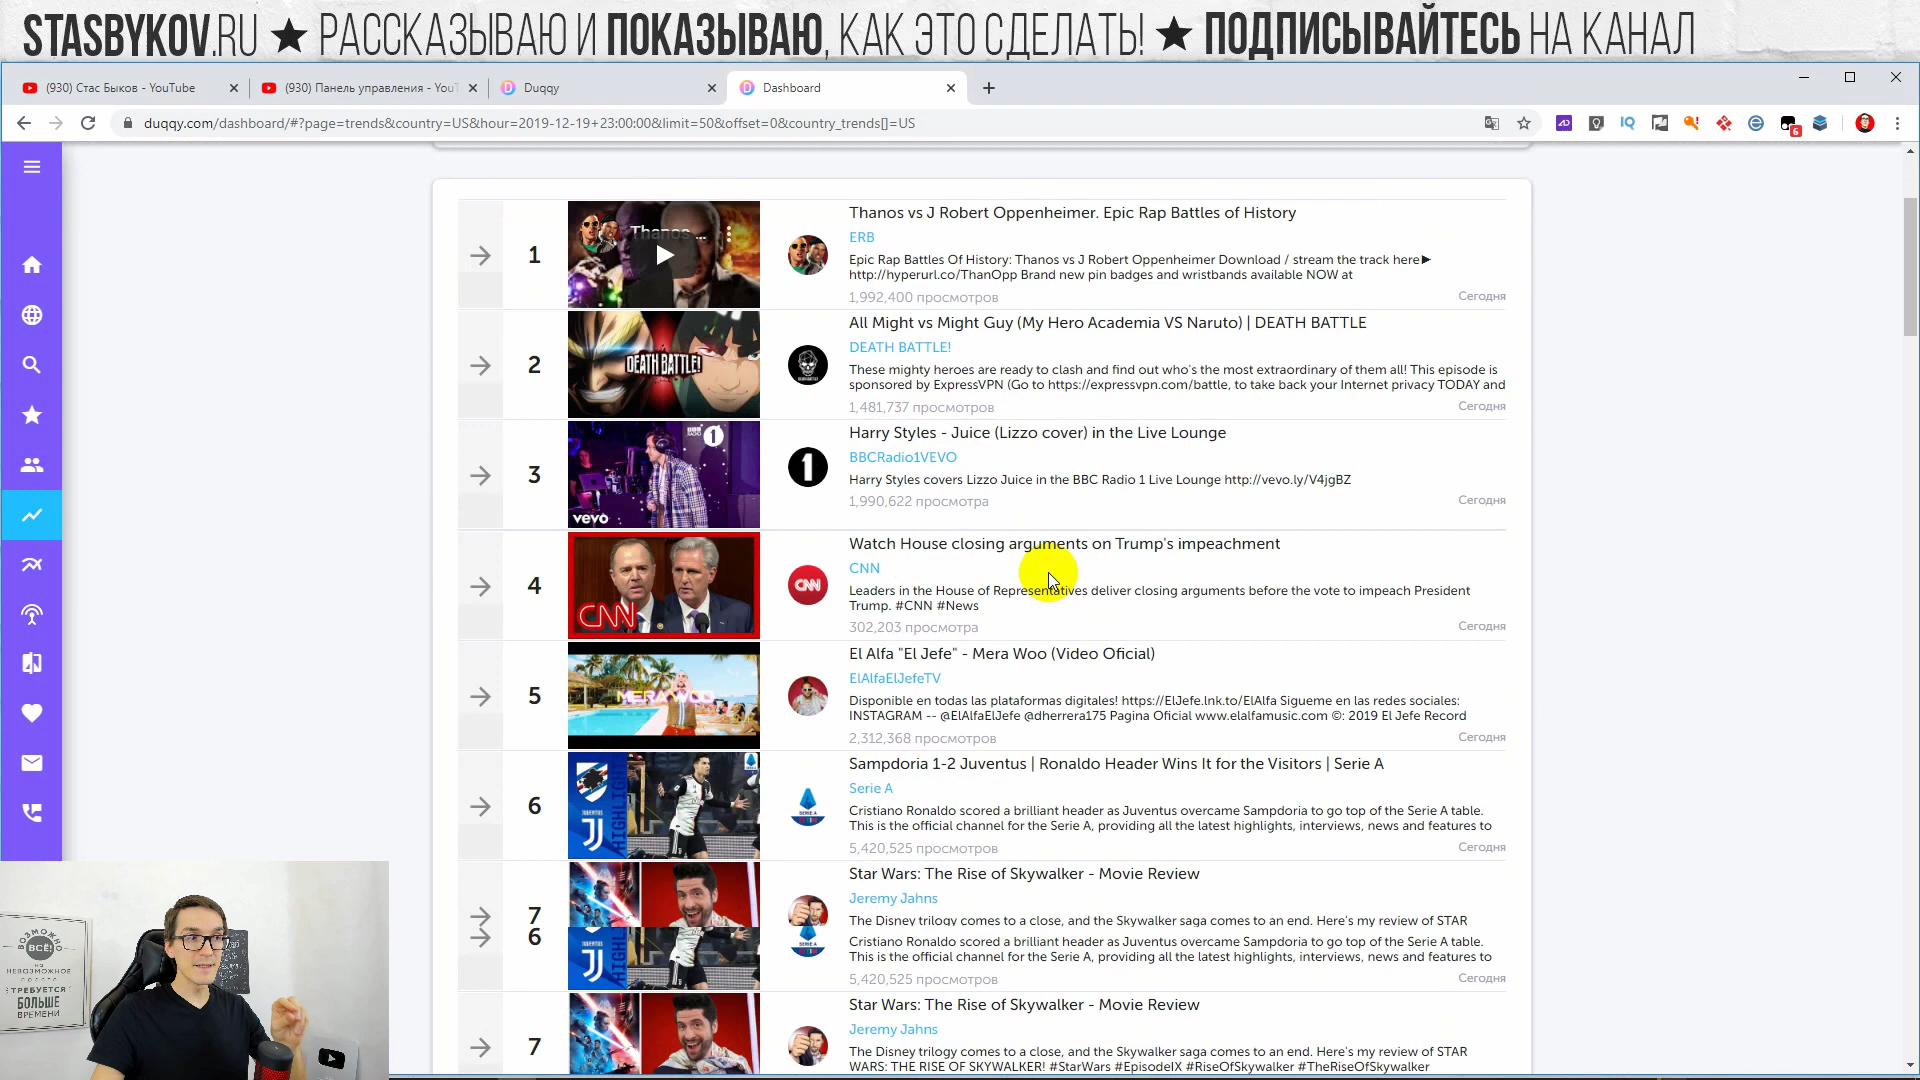 STASBYKOV.RU ★ РАССКАЗЫВАЮ И ПОКАЗЫВАЮ, КАК ЭТО СДЕЛАТЬ! ★ ПОДПИСЫВАЙТЕСЬ НА КАНАЛ
(930) Стас Быков - YouTube
(930) Панель управления - YouT
Duqqy
Dashboard
duqqy.com/dashboard/#?page=trends&country=US&hour=2019-12-19+23:00:00&limit=50&offset=0&country_trends[]=US
1
Thanos ...
Thanos vs J Robert Oppenheimer. Epic Rap Battles of History
ERB
Epic Rap Battles Of History: Thanos vs J Robert Oppenheimer Download / stream the track here►
http://hyperurl.co/ThanOpp Brand new pin badges and wristbands available NOW at
1,992,400 просмотров
Сегодня
2
DEATH BATTLE!
All Might vs Might Guy (My Hero Academia VS Naruto) | DEATH BATTLE
DEATH BATTLE!
These mighty heroes are ready to clash and find out who's the most extraordinary of them all! This episode is
sponsored by ExpressVPN (Go to https://expressvpn.com/battle, to take back your Internet privacy TODAY and
1,481,737 просмотров
Сегодня
3
RADIO 1
vevo
1
Harry Styles - Juice (Lizzo cover) in the Live Lounge
BBCRadio1VEVO
Harry Styles covers Lizzo Juice in the BBC Radio 1 Live Lounge http://vevo.ly/V4jgBZ
1,990,622 просмотра
Сегодня
4
CNN
CNN
Watch House closing arguments on Trump's impeachment
CNN
Leaders in the House of Representatives deliver closing arguments before the vote to impeach President
Trump. #CNN #News
302,203 просмотра
Сегодня
5
MERA WOO
El Alfa "El Jefe" - Mera Woo (Video Oficial)
ElAlfaElJefeTV
Disponible en todas las plataformas digitales! https://ElJefe.lnk.to/ElAlfa Sigueme en las redes sociales:
INSTAGRAM -- @ElAlfaElJefe @dherrera175 Pagina Oficial www.elalfamusic.com ©: 2019 El Jefe Record
2,312,368 просмотров
Сегодня
6
HIGHLIGH
SERIE A
Sampdoria 1-2 Juventus | Ronaldo Header Wins It for the Visitors | Serie A
Serie A
Cristiano Ronaldo scored a brilliant header as Juventus overcame Sampdoria to go top of the Serie A table.
This is the official channel for the Serie A, providing all the latest highlights, interviews, news and features to
5,420,525 просмотров
Сегодня
7
Star Wars: The Rise of Skywalker - Movie Review
Jeremy Jahns
The Disney trilogy comes to a close, and the Skywalker saga comes to an end. Here's my review of STAR
6
SERIE A
Cristiano Ronaldo scored a brilliant header as Juventus overcame Sampdoria to go top of the Serie A table.
This is the official channel for the Serie A, providing all the latest highlights, interviews, news and features to
5,420,525 просмотров
Сегодня
7
Star Wars: The Rise of Skywalker - Movie Review
Jeremy Jahns
The Disney trilogy comes to a close, and the Skywalker saga comes to an end. Here's my review of STAR
WARS: THE RISE OF SKYWALKER! #StarWars #EpisodeIX #RiseOfSkywalker #TheRiseOfSkywalker
ВОЗМОЖНО
ВСЁ!
НА
НЕВОЗМОЖНОЕ
ПРОСТО
ТРЕБУЕТСЯ
БОЛЬШЕ
ВРЕМЕНИ
6